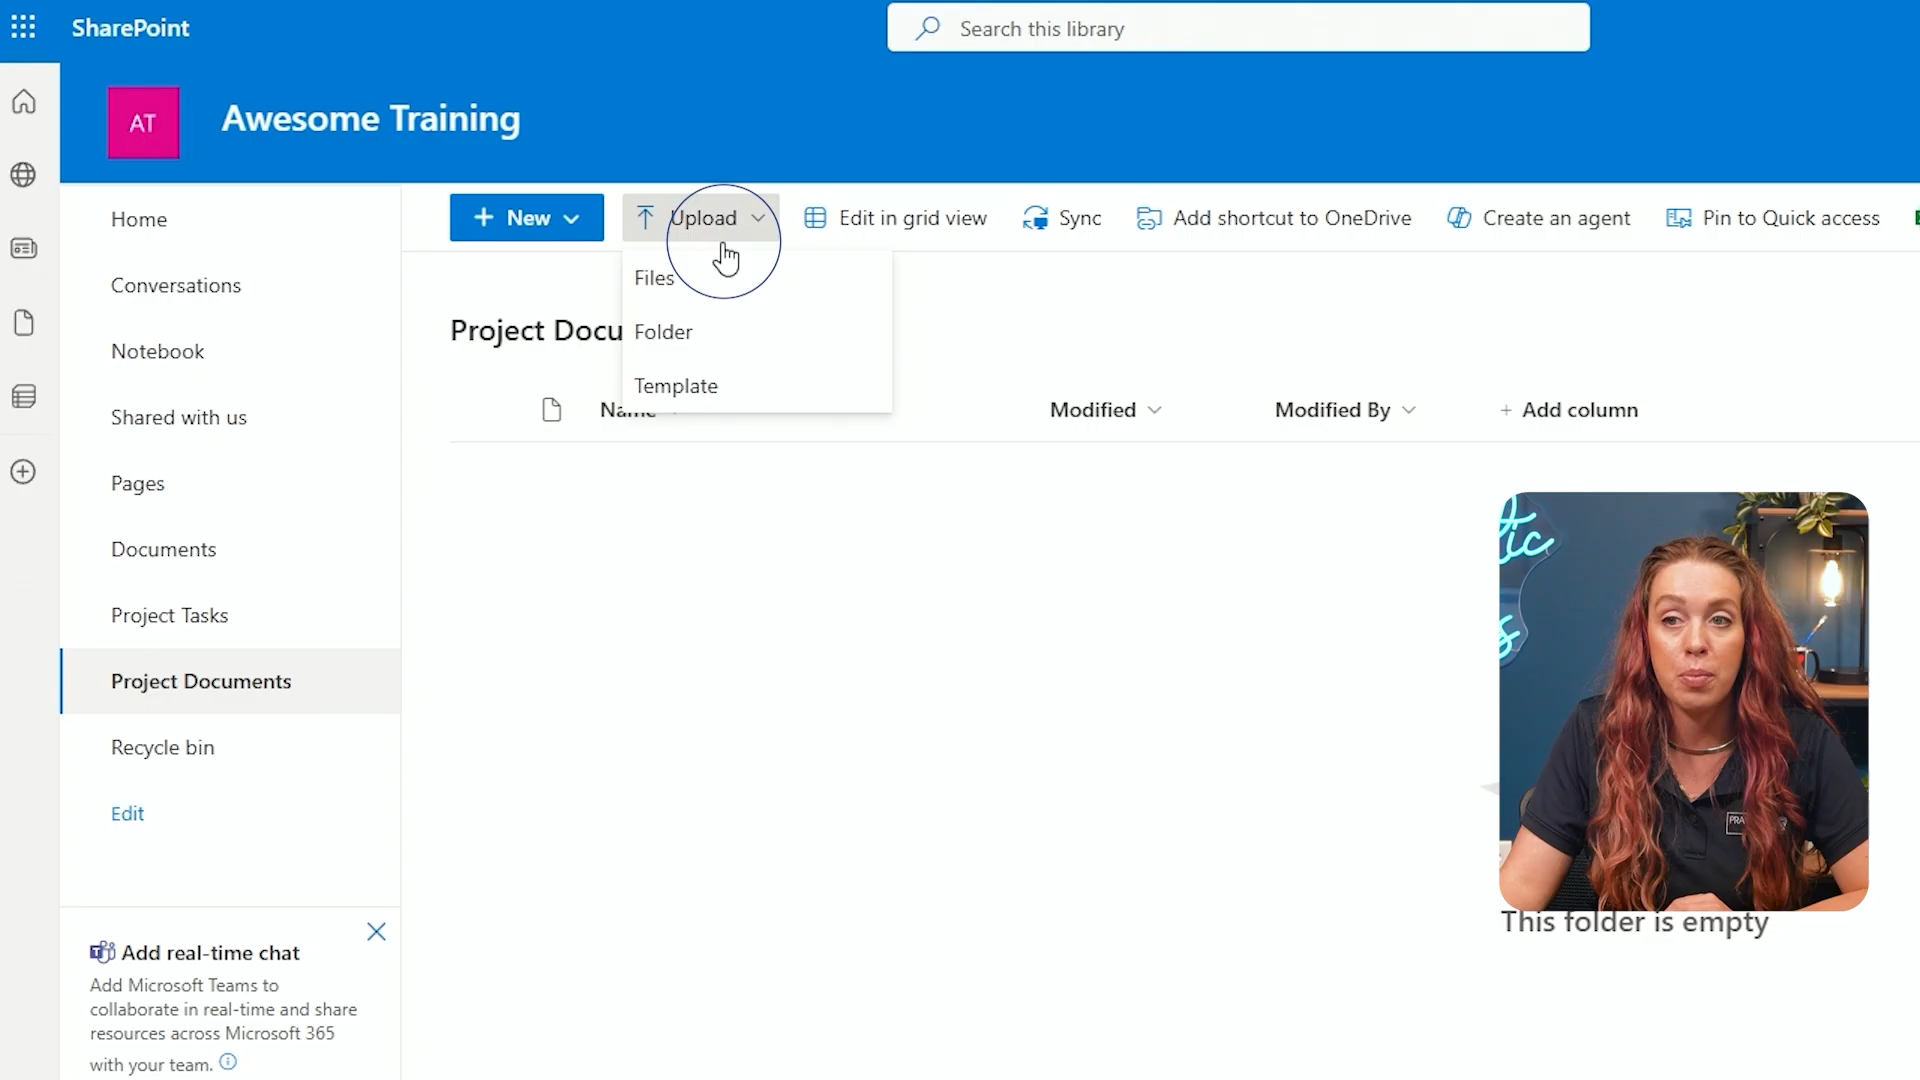 SharePoint
Search this library
AT
Awesome Training
New
Upload
Edit in grid view
Sync
Add shortcut to OneDrive
Create an agent
Pin to Quick access
Home
Conversations
Notebook
Shared with us
Pages
Documents
Project Tasks
Project Documents
Recycle bin
Edit
Files
Folder
Template
Project Docu
Name
Modified
Modified By
+ Add column
This folder is empty
Add real-time chat
Add Microsoft Teams to
collaborate in real-time and share
resources across Microsoft 365
with your team.